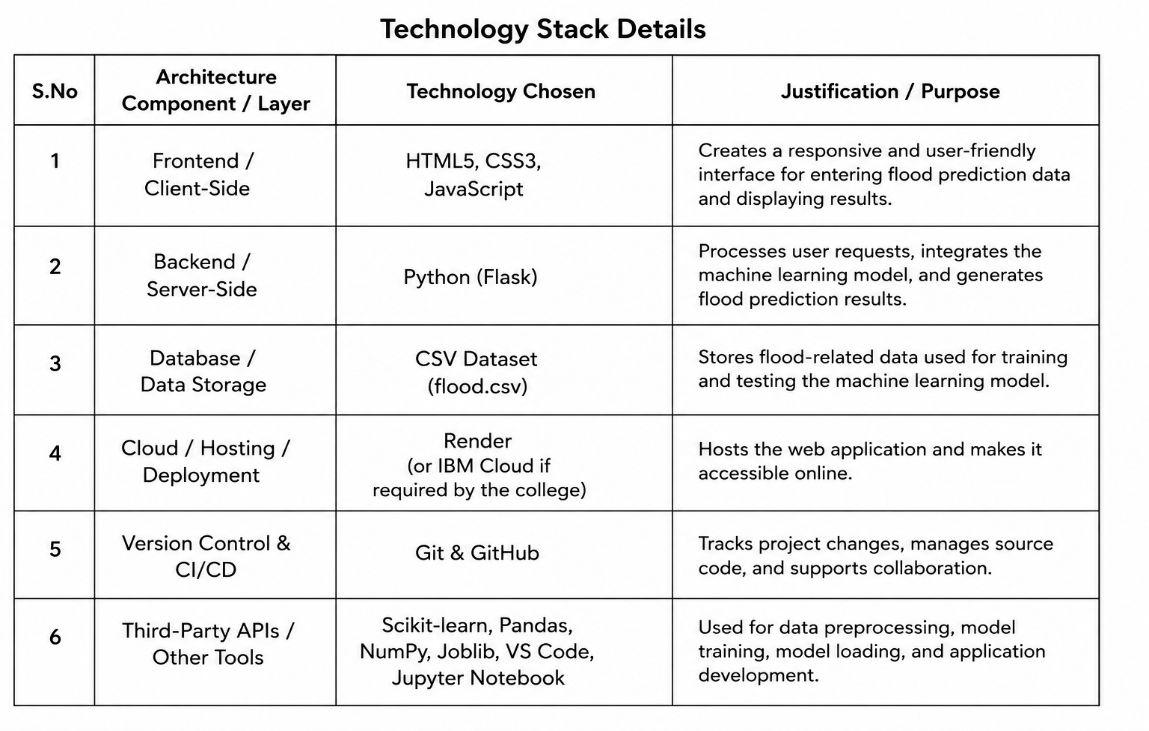 Technology Stack Details
S.No
Architecture
Component / Layer
Technology Chosen
Justification / Purpose
1
Frontend /
Client-Side
HTML5, CSS3,
JavaScript
Creates a responsive and user-friendly
interface for entering flood prediction data
and displaying results.
2
Backend /
Server-Side
Python (Flask)
Processes user requests, integrates the
machine learning model, and generates
flood prediction results.
3
Database /
Data Storage
CSV Dataset
(flood.csv)
Stores flood-related data used for training
and testing the machine learning model.
4
Cloud / Hosting /
Deployment
Render
(or IBM Cloud if
required by the college)
Hosts the web application and makes it
accessible online.
5
Version Control &
CI/CD
Git & GitHub
Tracks project changes, manages source
code, and supports collaboration.
6
Third-Party APIs /
Other Tools
Scikit-learn, Pandas,
NumPy, Joblib, VS Code,
Jupyter Notebook
Used for data preprocessing, model
training, model loading, and application
development.